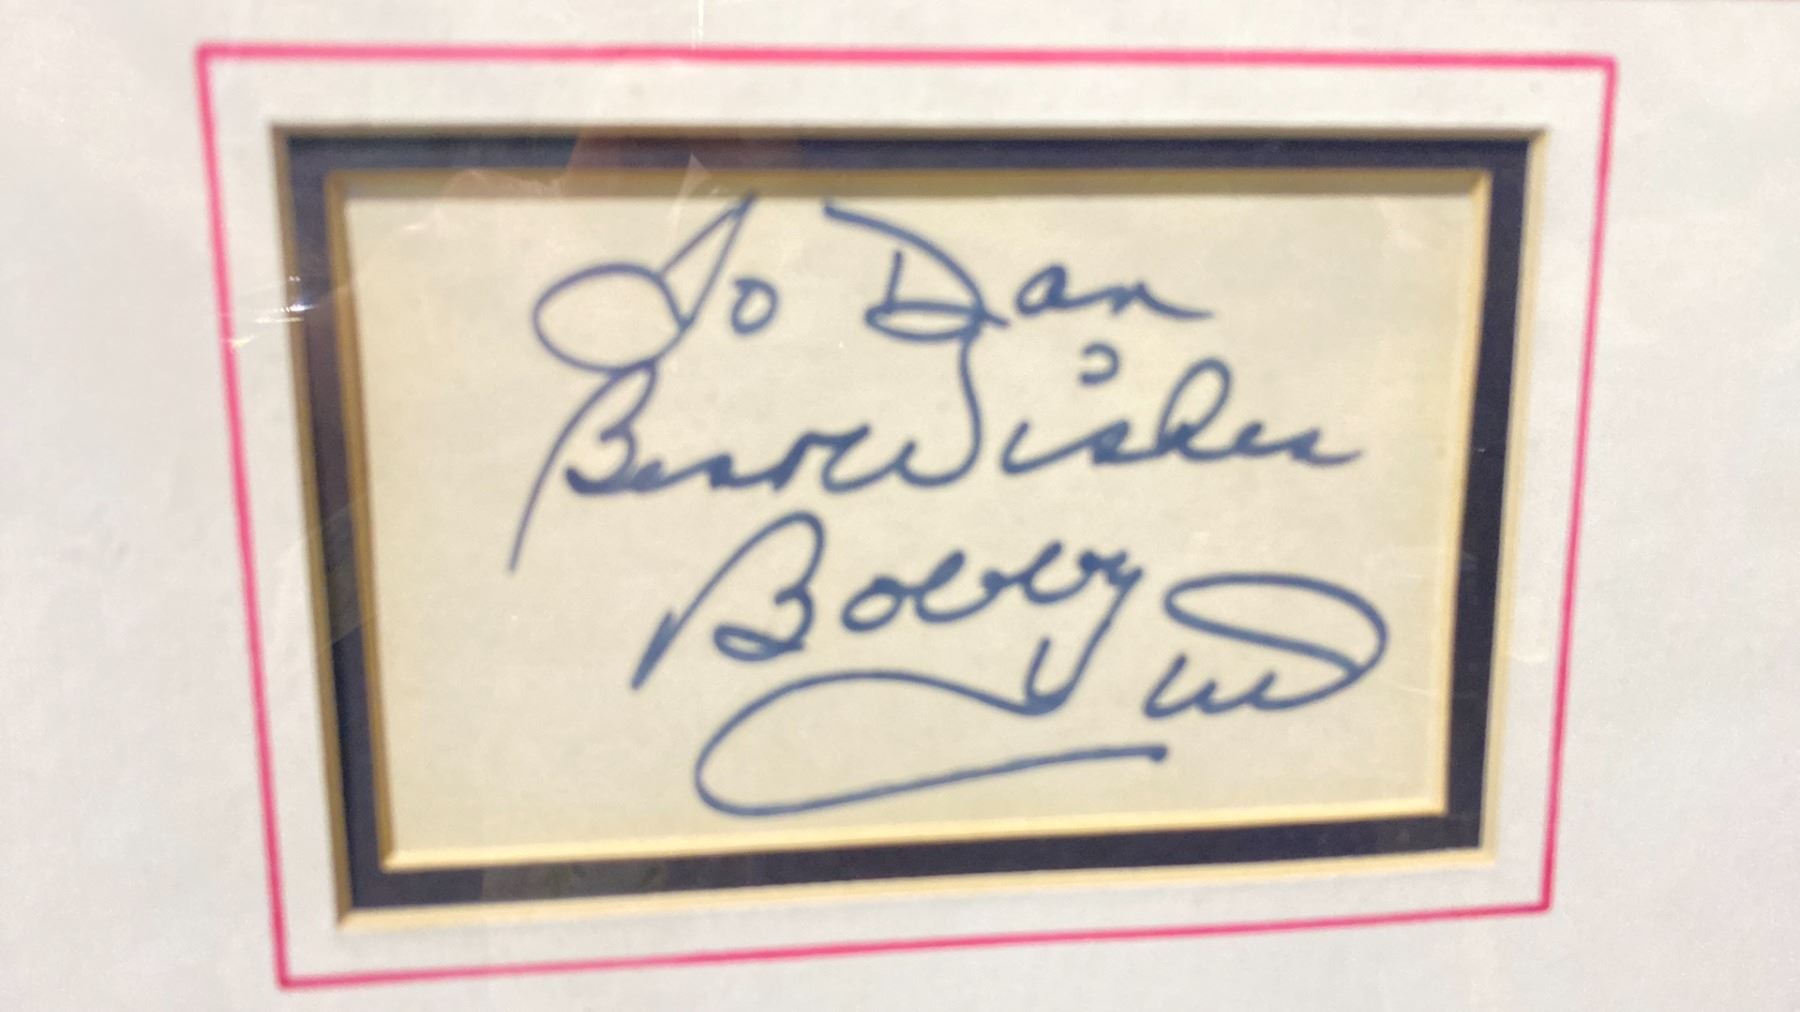 To Dan
Best Wishes
Bobby